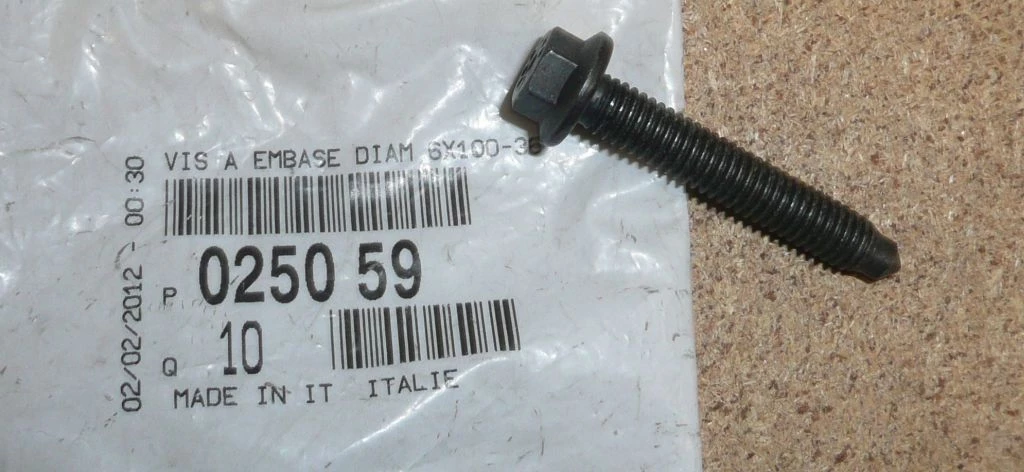 VIS A EMBASE DIAM 6X100-35
02/02/2012 - 00:30
P 0250 59
Q 10
MADE IN IT ITALIE